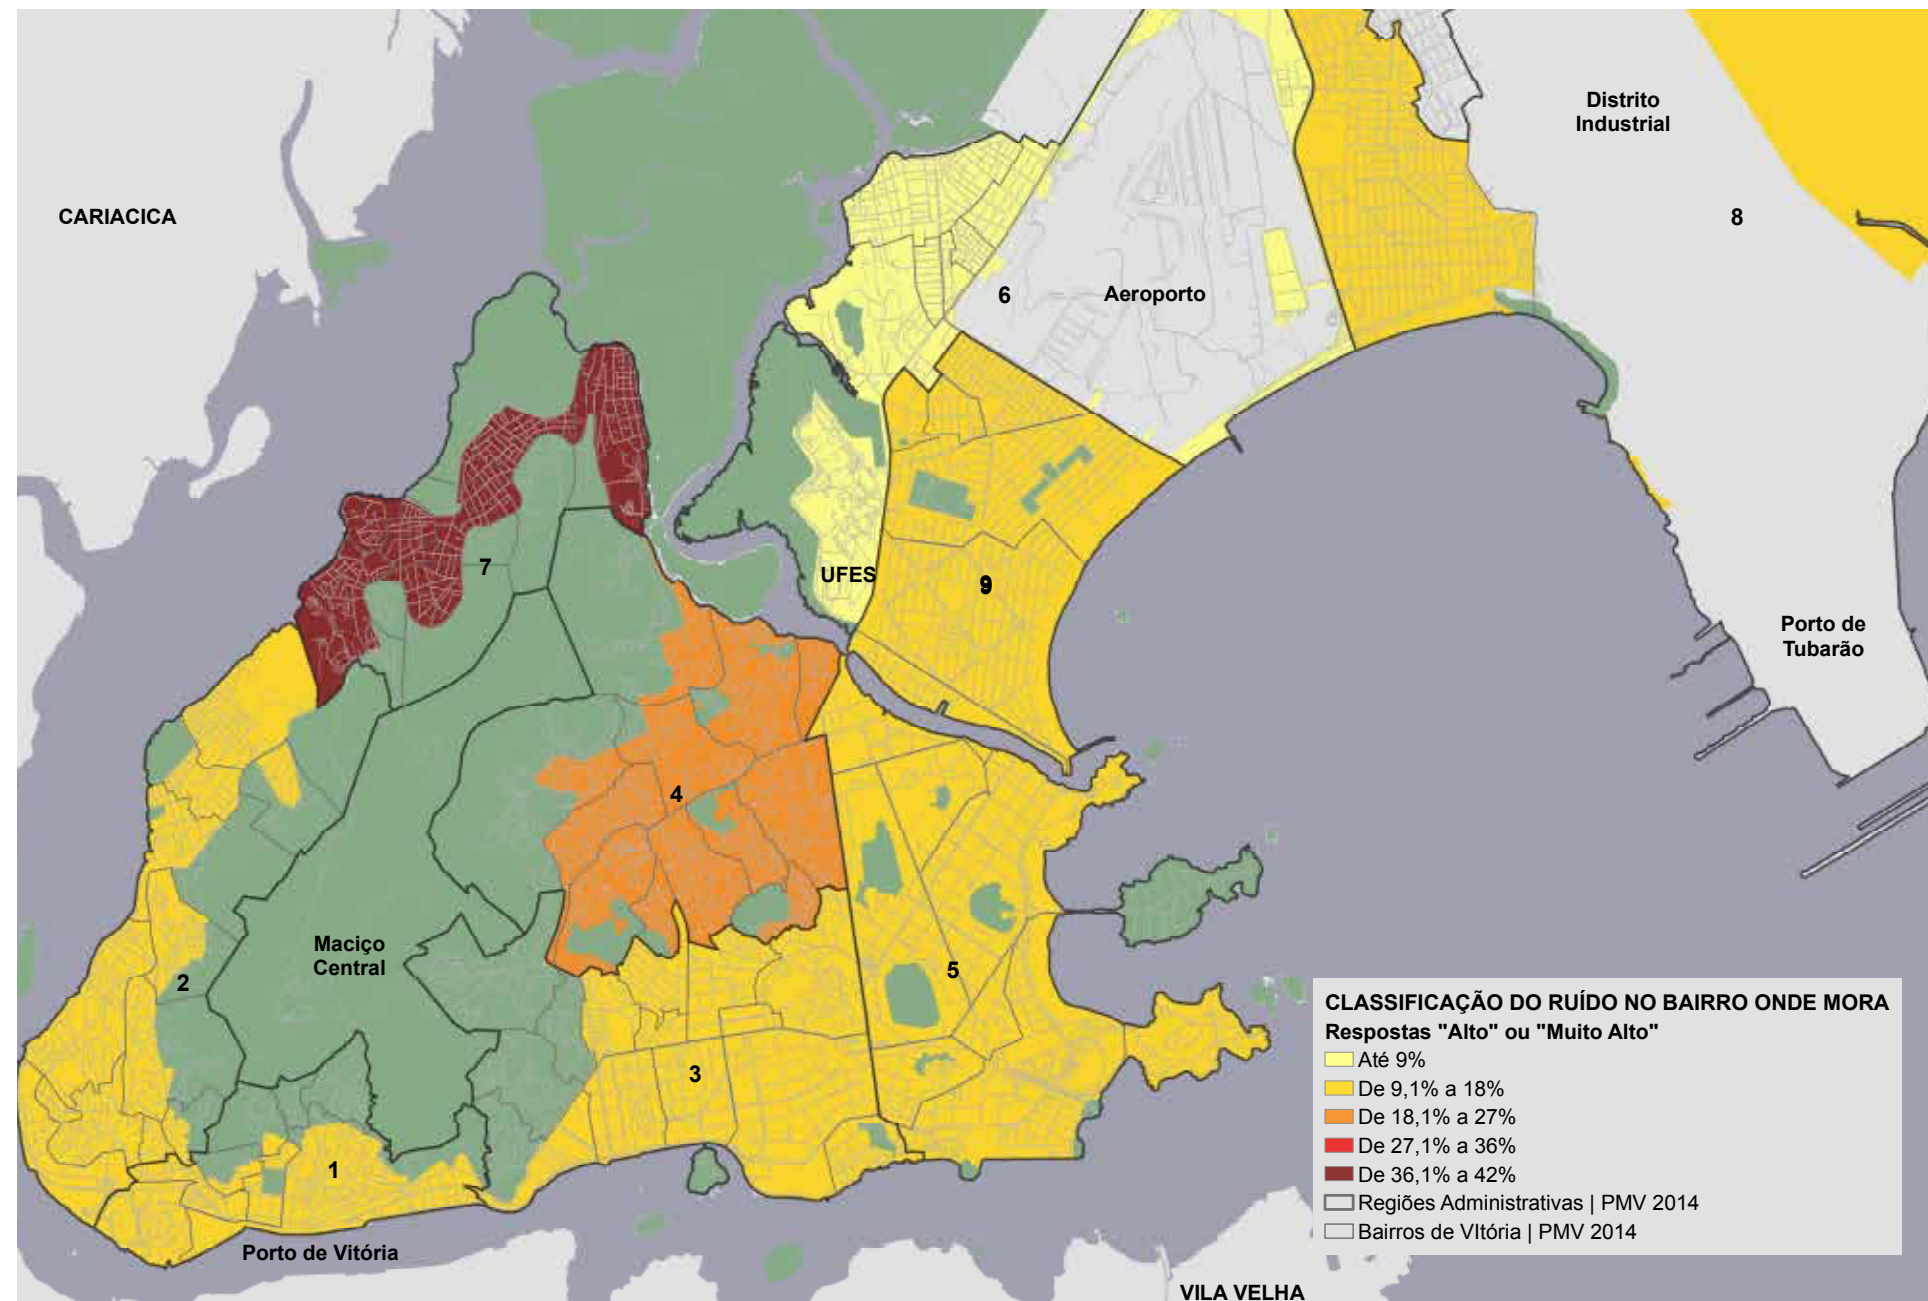 Distrito
Industrial
CARIACICA
8
6
Aeroporto
7
UFES
9
Porto de
Tubarão
4
Maciço
Central
2
5
3
1
Porto de Vitória
VILA VELHA
CLASSIFICAÇÃO DO RUÍDO NO BAIRRO ONDE MORA
Respostas "Alto" ou "Muito Alto"
Até 9%
De 9,1% a 18%
De 18,1% a 27%
De 27,1% a 36%
De 36,1% a 42%
Regiões Administrativas | PMV 2014
Bairros de VItória | PMV 2014